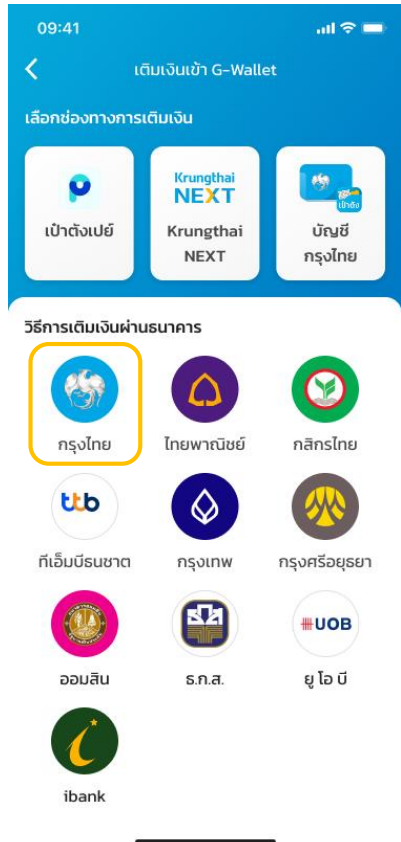 09:41
เติมเงินเข้า G-Wallet
เลือกช่องทางการเติมเงิน
Krungthai
NEXT
เป๋าตัง
เป๋าตังเปย์
Krungthai
NEXT
บัญชี
กรุงไทย
วิธีการเติมเงินผ่านธนาคาร
กรุงไทย
ไทยพาณิชย์
กสิกรไทย
ttb
ทีเอ็มบีธนชาต
กรุงเทพ
กรุงศรีอยุธยา
UOB
ออมสิน
ธ.ก.ส.
ยู โอ บี
ibank